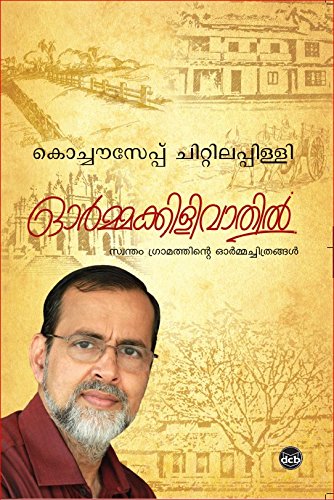 കൊച്ചൗസേപ്പ് ചിറ്റിലപ്പിള്ളി
ഓർമ്മക്കിളിവാതിൽ
സ്വന്തം ഗ്രാമത്തിന്റെ ഓർമ്മച്ചിത്രങ്ങൾ
dcb